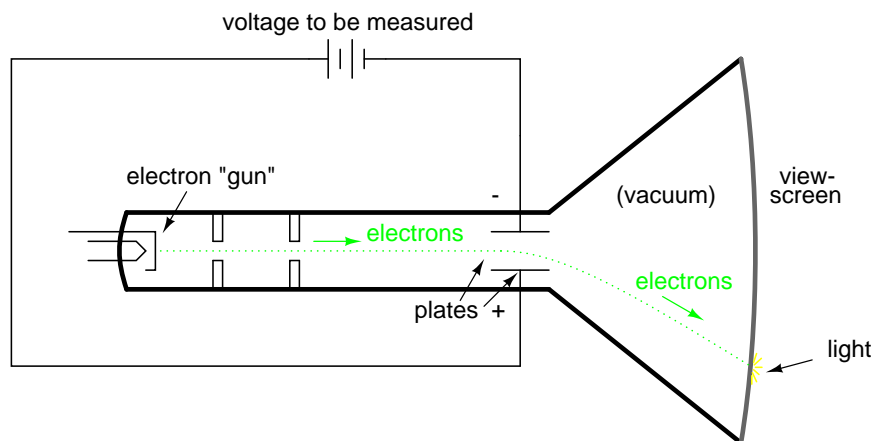 voltage to be measured
electron "gun"
-
(vacuum)
view-
screen
electrons
electrons
plates
+
light